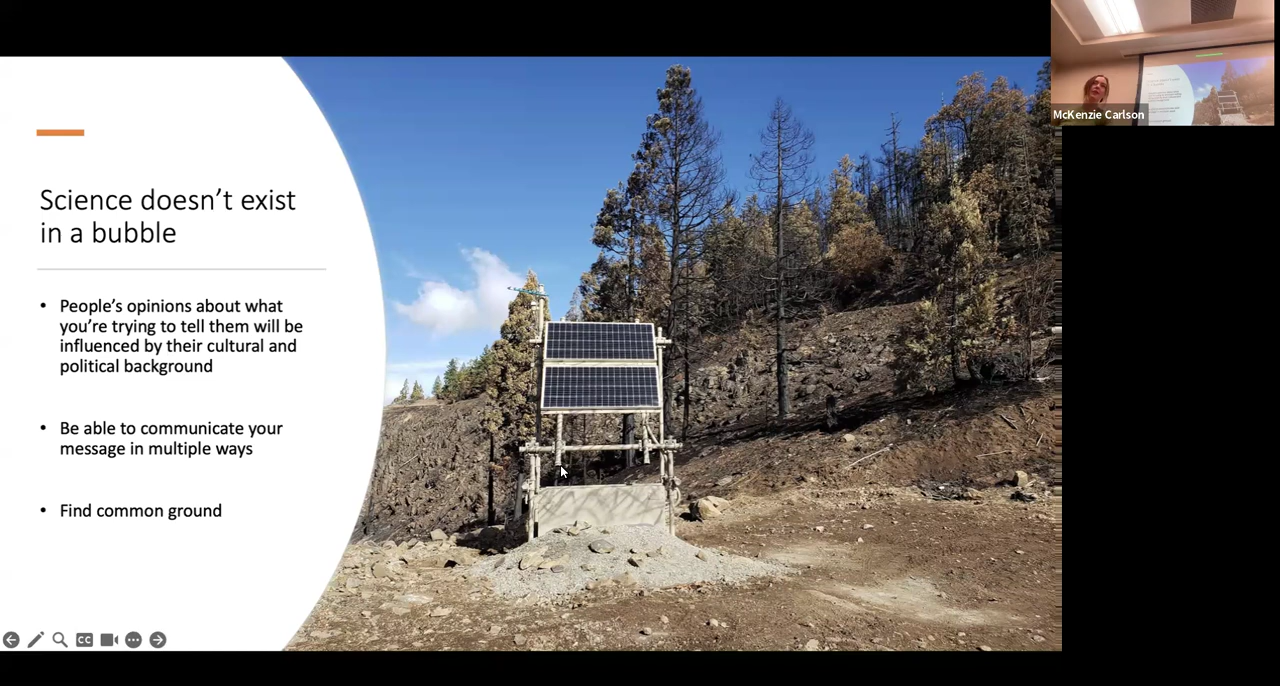 McKenzie Carlson
Science doesn't exist
in a bubble
• People's opinions about what
you're trying to tell them will be
influenced by their cultural and
political background
• Be able to communicate your
message in multiple ways
• Find common ground
CC